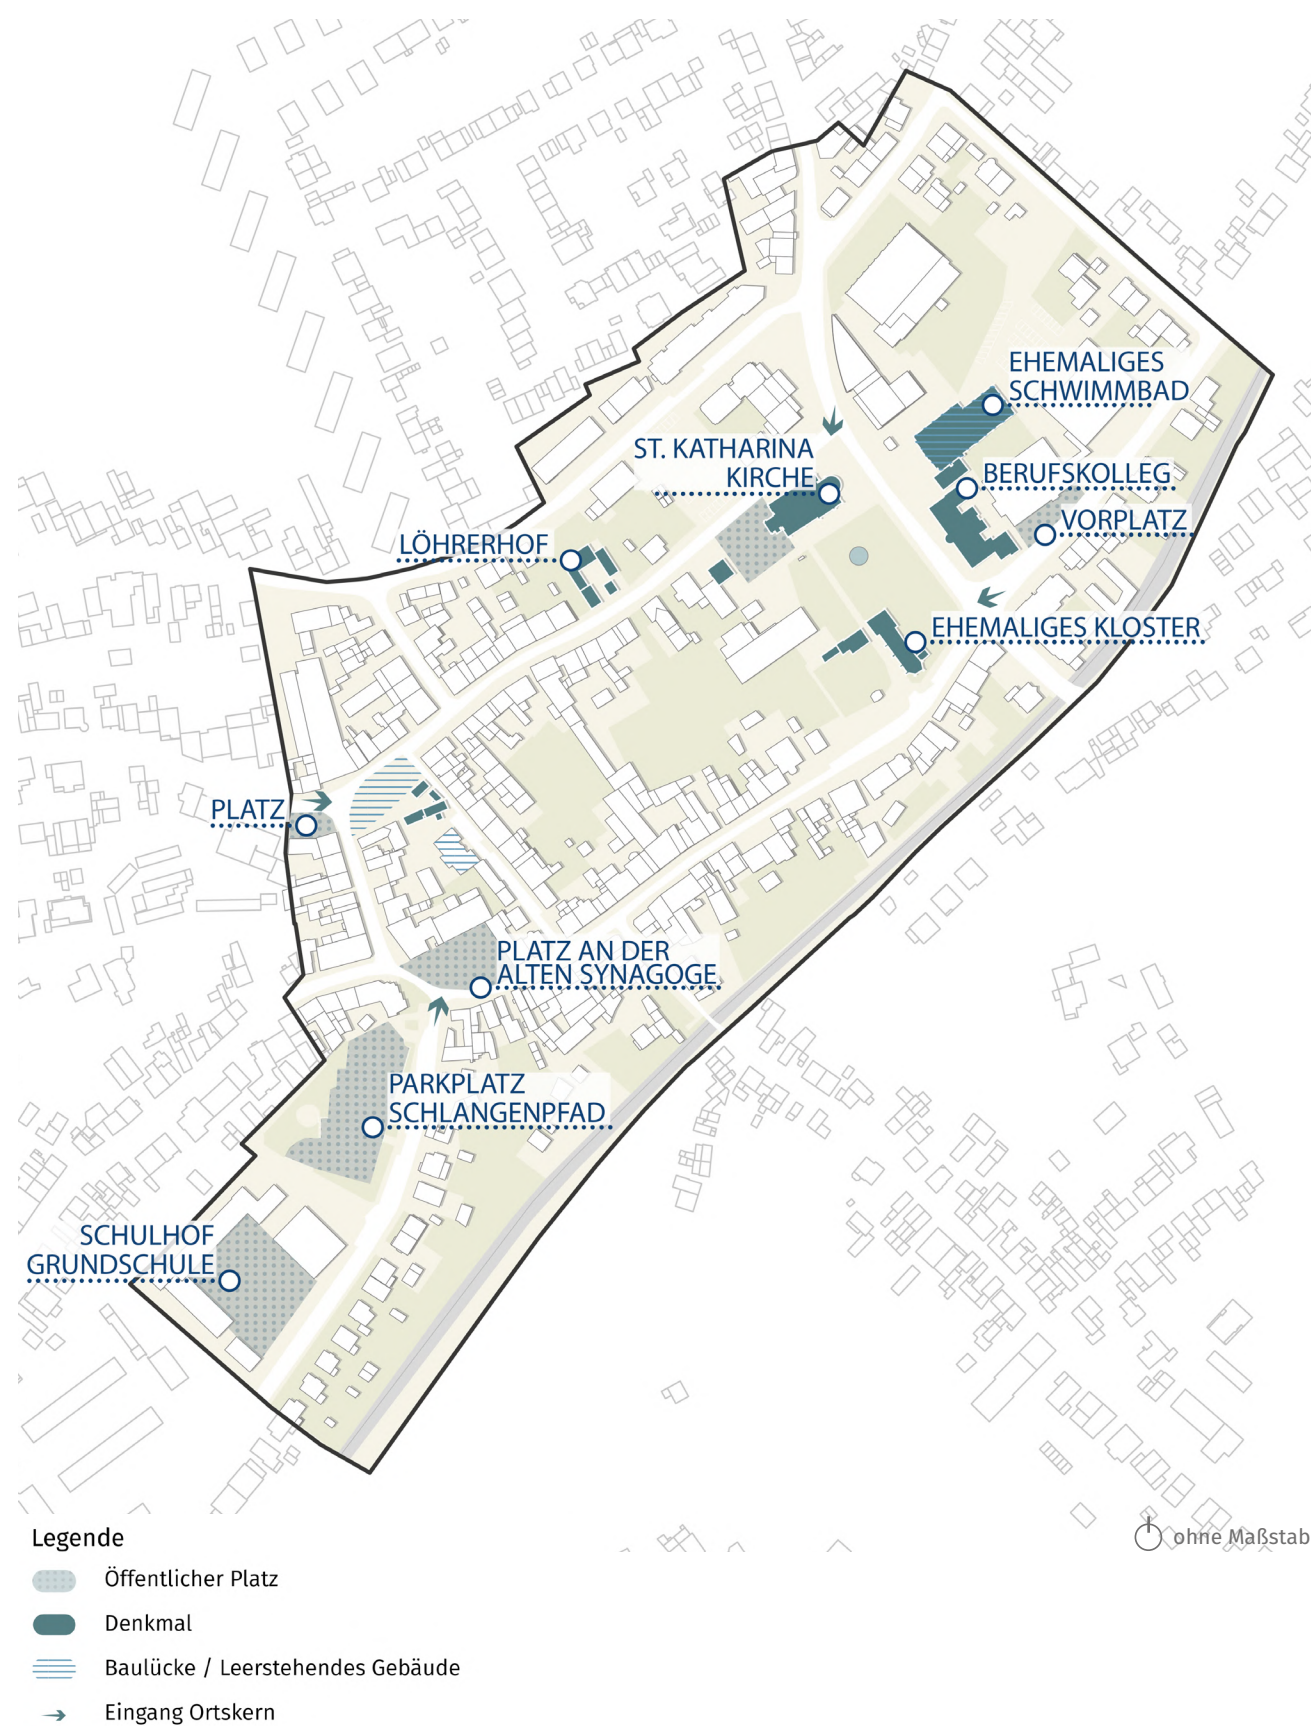 EHEMALIGES
SCHWIMMBAD
ST. KATHARINA
KIRCHE
BERUFSKOLLEG
VORPLATZ
LÖHRERHOF
EHEMALIGES KLOSTER
PLATZ
PLATZ AN DER
ALTEN SYNAGOGE
PARKPLATZ
SCHLANGENPFAD
SCHULHOF
GRUNDSCHULE
Legende
ohne Maßstab
Öffentlicher Platz
Denkmal
Baulücke / Leerstehendes Gebäude
Eingang Ortskern